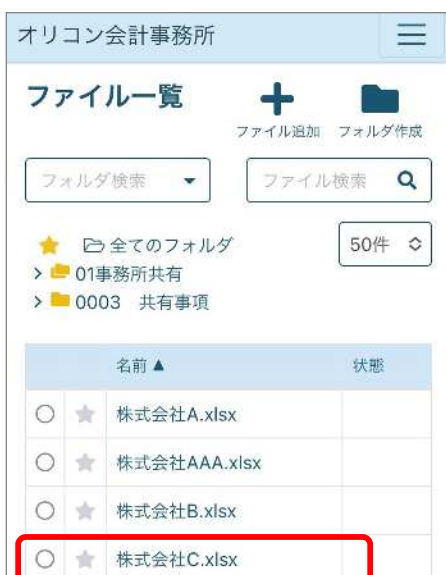 オリコン会計事務所
ファイル一覧
ファイル追加 フォルダ作成
フォルダ検索 ファイル検索
全てのフォルダ 50件
01事務所共有
0003 共有事項
名前▲ 状態
株式会社A.xlsx
株式会社AAA.xlsx
株式会社B.xlsx
株式会社C.xlsx